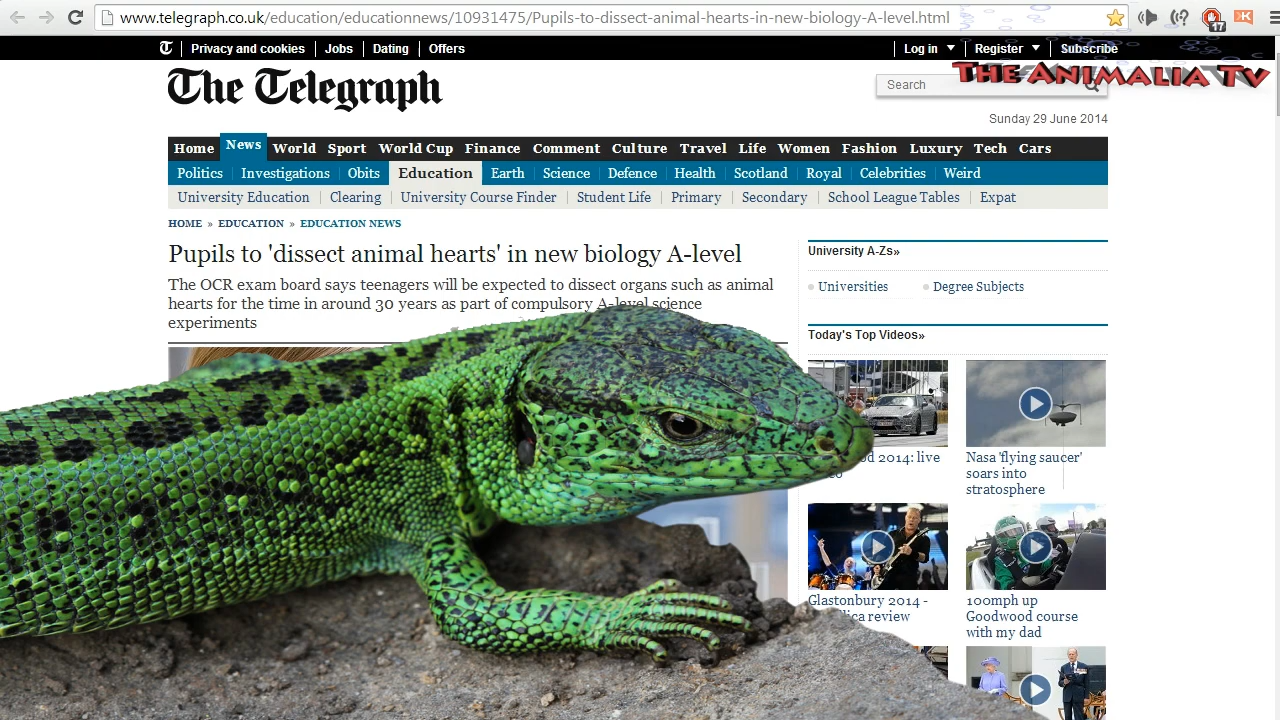 www.telegraph.co.uk/education/educationnews/10931475/Pupils-to-dissect-animal-hearts-in-new-biology-A-level.html
17
K
T Privacy and cookies Jobs Dating Offers Log in Register Subscribe
The Telegraph
Search
The Animalia Tv
Sunday 29 June 2014
Home News World Sport World Cup Finance Comment Culture Travel Life Women Fashion Luxury Tech Cars
Politics Investigations Obits Education Earth Science Defence Health Scotland Royal Celebrities Weird
University Education Clearing University Course Finder Student Life Primary Secondary School League Tables Expat
HOME » EDUCATION » EDUCATION NEWS
Pupils to 'dissect animal hearts' in new biology A-level
The OCR exam board says teenagers will be expected to dissect organs such as animal
hearts for the time in around 30 years as part of compulsory A-level science
experiments
University A-Zs»
Universities Degree Subjects
Today's Top Videos»
2014: live
Nasa 'flying saucer'
soars into
stratosphere
Glastonbury 2014 -
review
100mph up
Goodwood course
with my dad